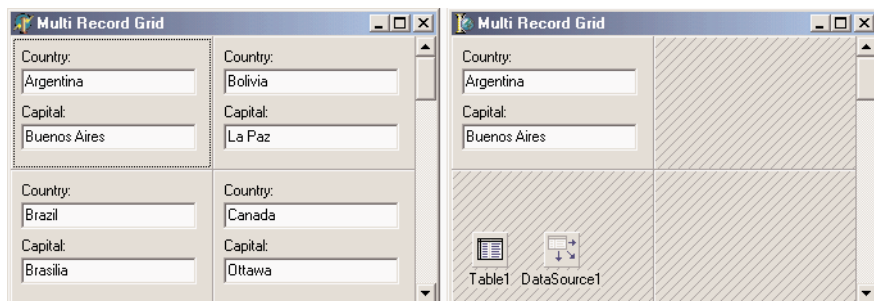 Multi Record Grid
Country:
Argentina
Capital:
Buenos Aires
Country:
Bolivia
Capital:
La Paz
Country:
Brazil
Capital:
Brasilia
Country:
Canada
Capital:
Ottawa
Multi Record Grid
Country:
Argentina
Capital:
Buenos Aires
Table1
DataSource1